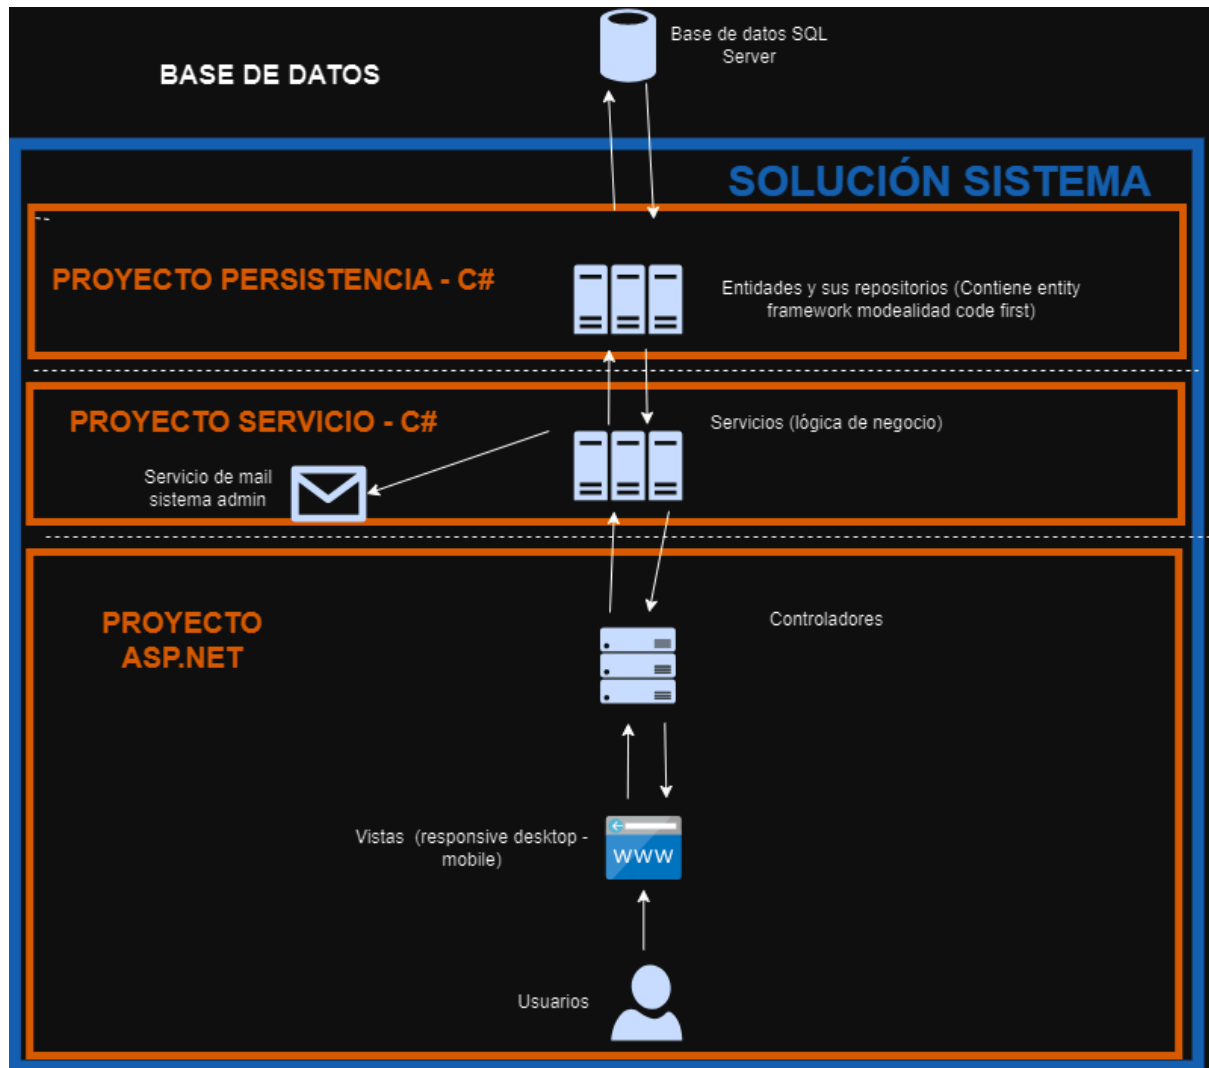 Base de datos SQL
Server
BASE DE DATOS
SOLUCIÓN SISTEMA
PROYECTO PERSISTENCIA - C#
Entidades y sus repositorios (Contiene entity
framework modealidad code first)
PROYECTO SERVICIO - C#
Servicios (lógica de negocio)
Servicio de mail
sistema admin
PROYECTO
ASP.NET
Controladores
Vistas (responsive desktop -
mobile)
WWW
Usuarios